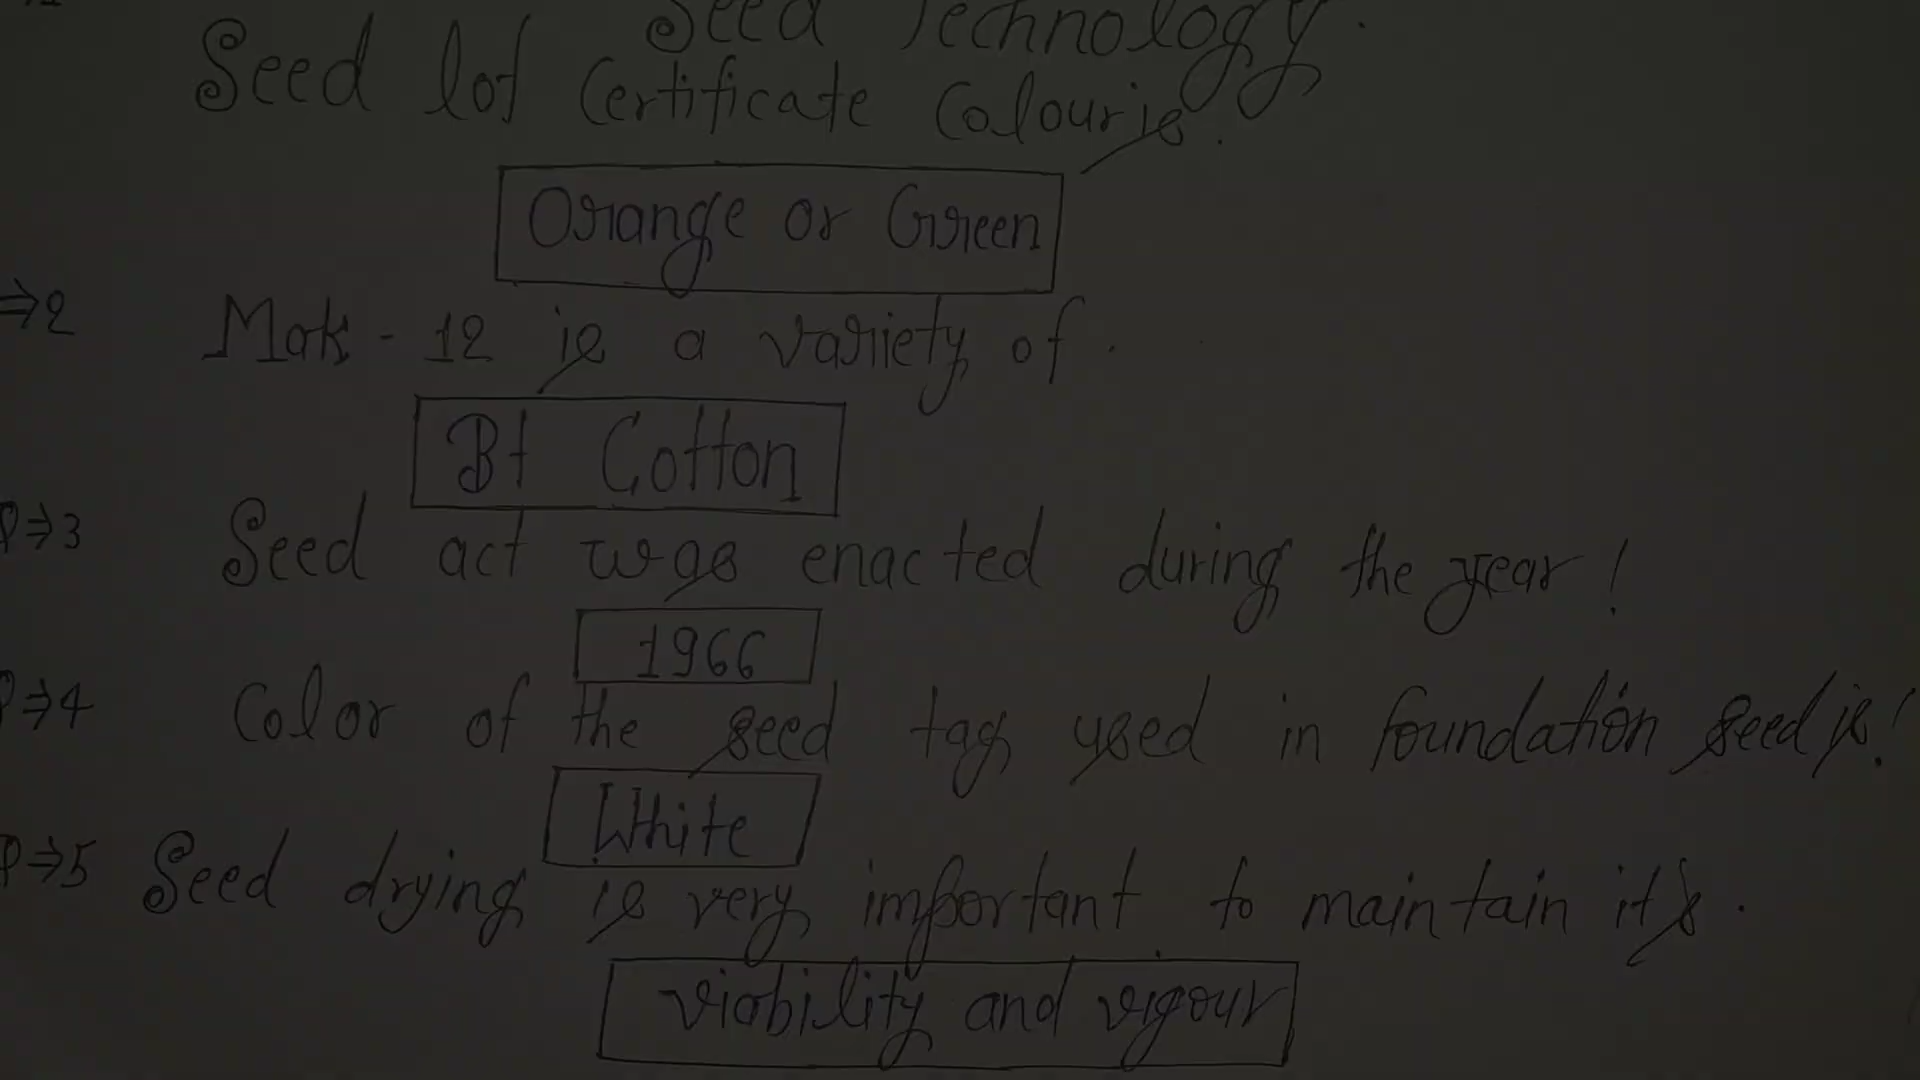 Seed Technology.
Seed lot Certificate Colour is.
Orange or Green
⇒2 Mak-12 is a variety of.
Bt Cotton
⇒3 Seed act was enacted during the year!
1966
⇒4 Color of the seed tag used in foundation seed is!
White
⇒5 Seed drying is very important to maintain its.
viability and vigour